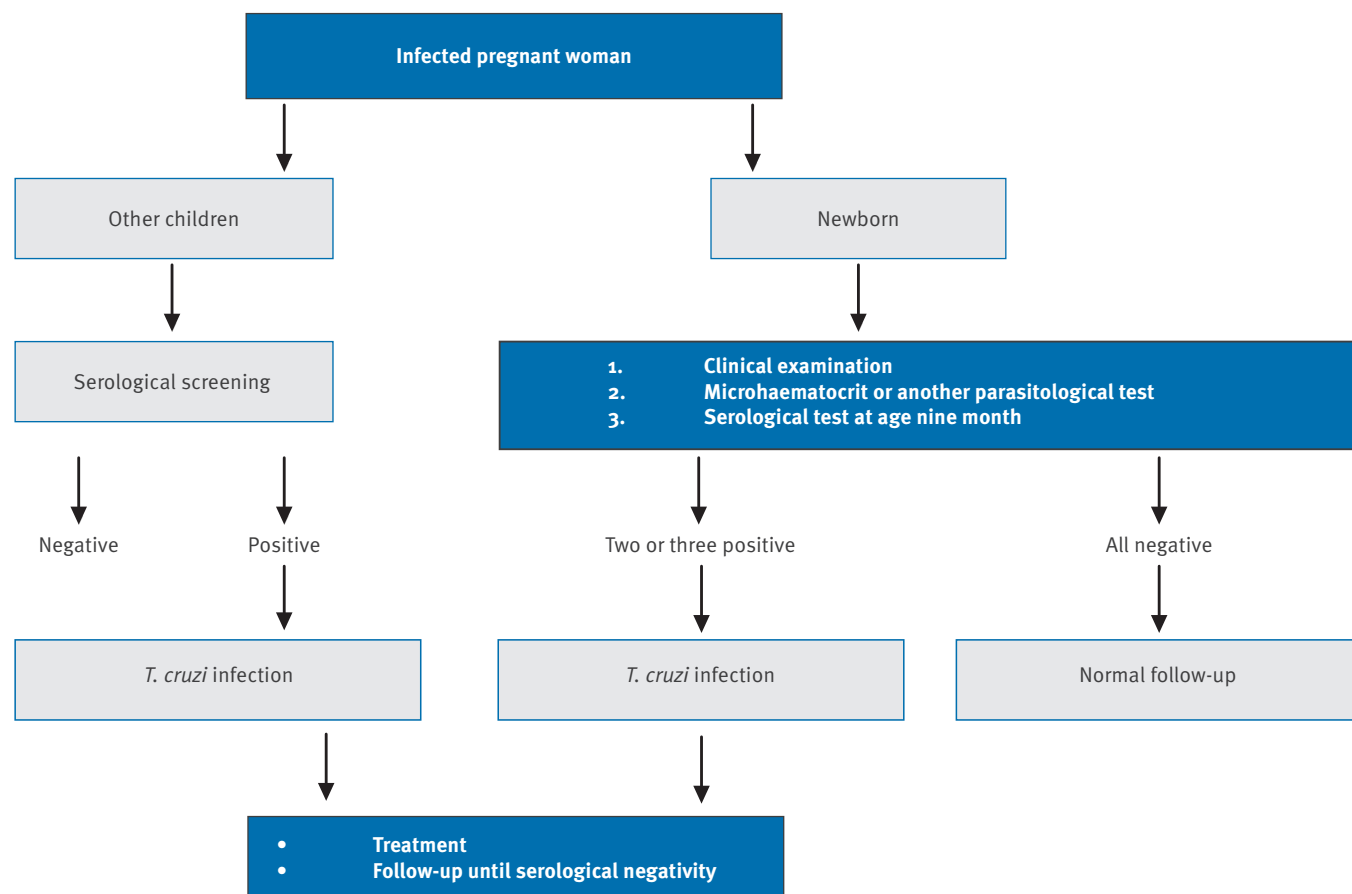 Infected pregnant woman
Other children
Newborn
Serological screening
1. Clinical examination
2. Microhaematocrit or another parasitological test
3. Serological test at age nine month
Negative
Positive
Two or three positive
All negative
T. cruzi infection
T. cruzi infection
Normal follow-up
• Treatment
• Follow-up until serological negativity